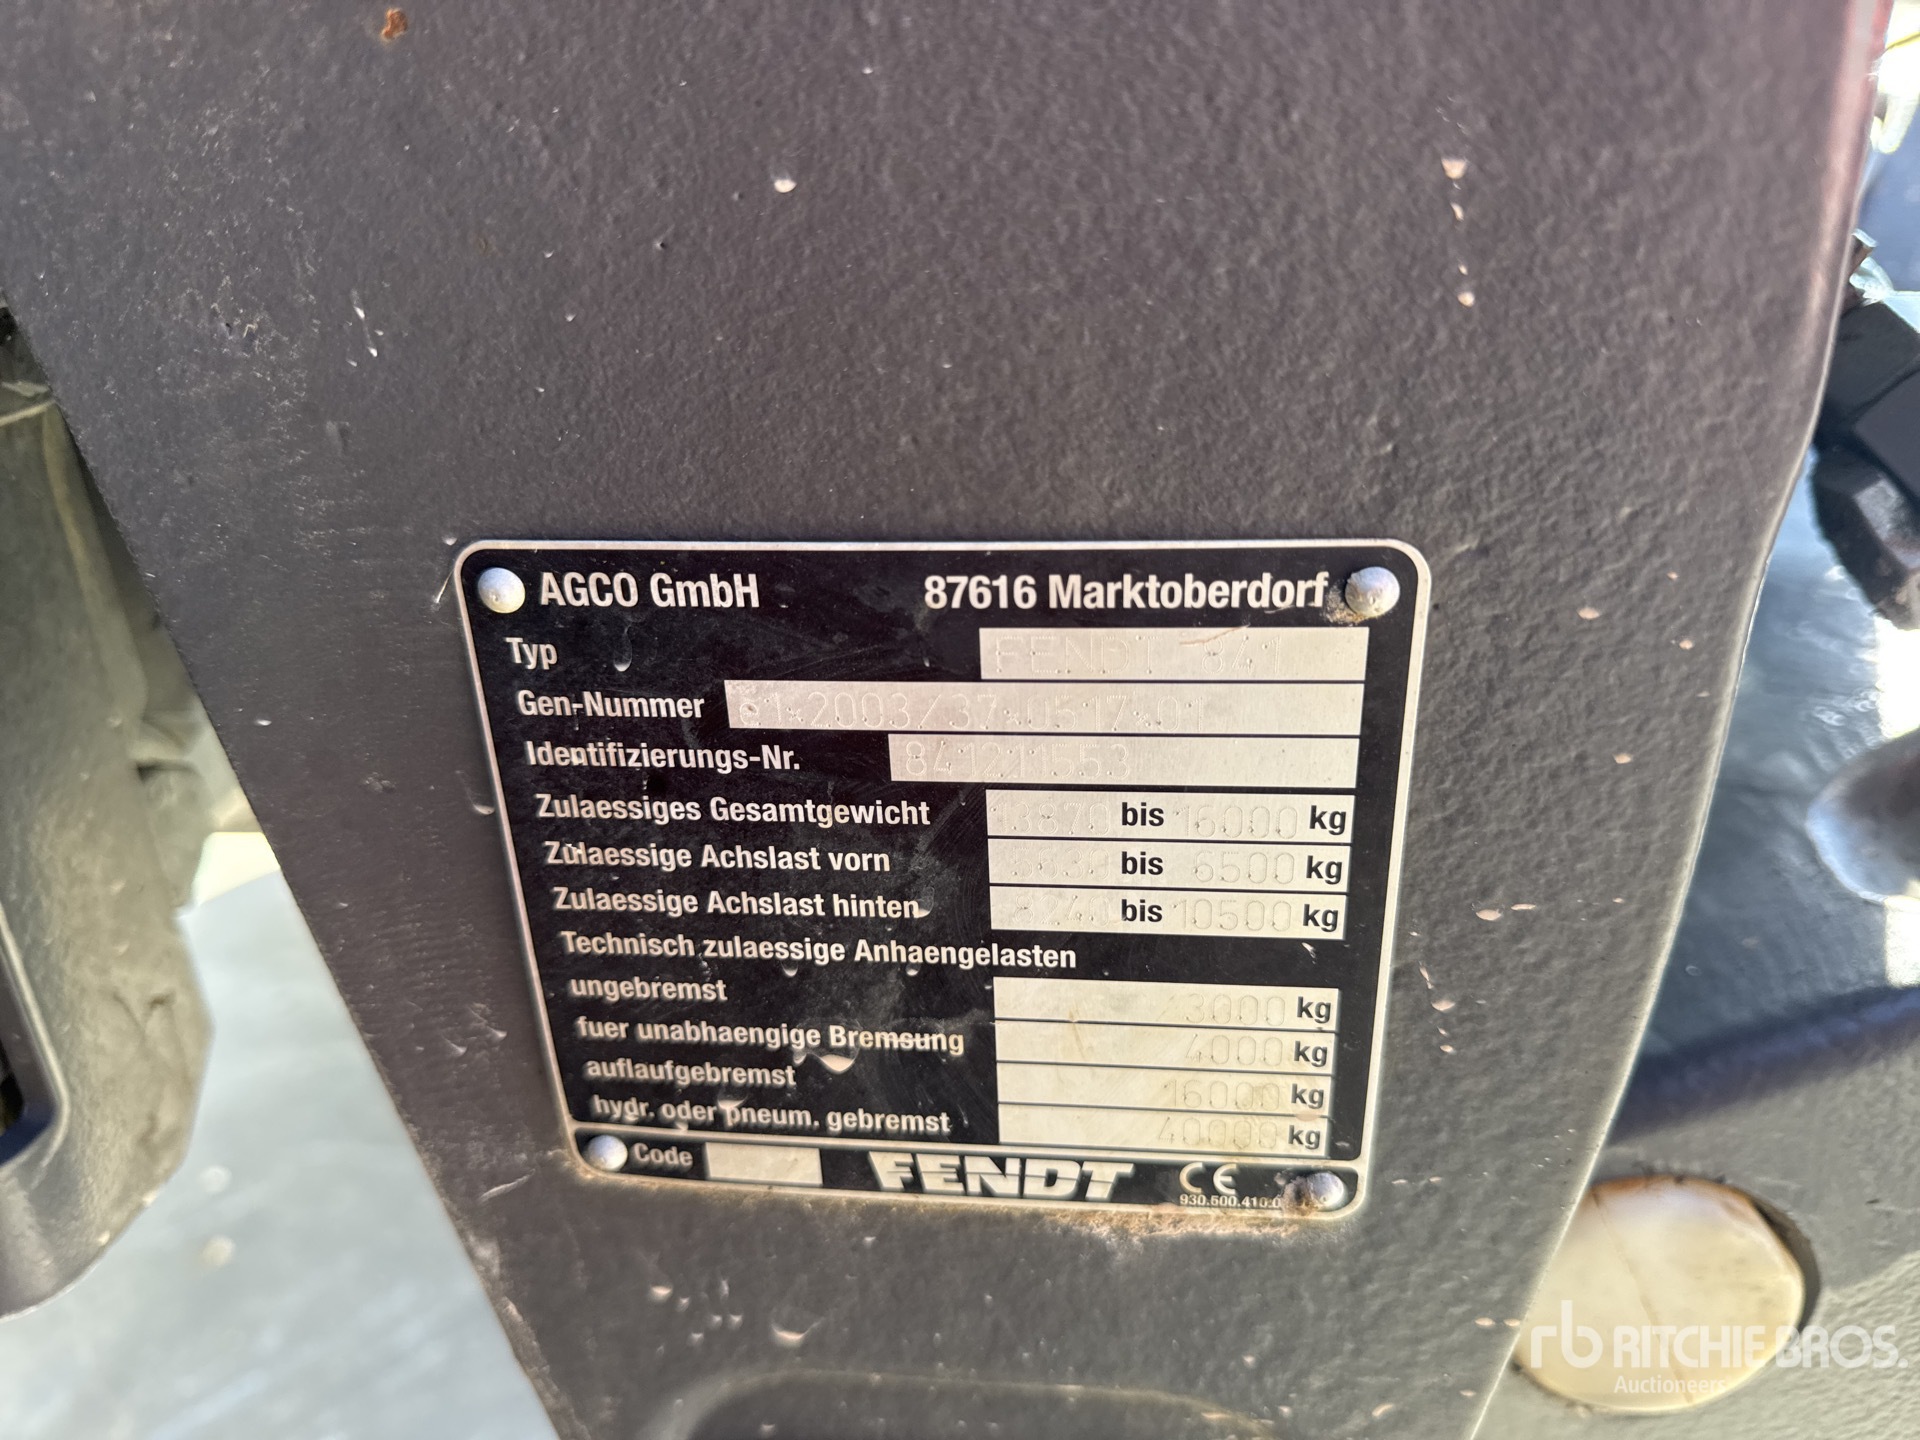 AGCO GmbH 87616 Marktoberdorf
Typ FENDT 841
Gen-Nummer e1*2003/37*0517*01
Identifizierungs-Nr. 841211553
Zulaessiges Gesamtgewicht 13870 bis 16000 kg
Zulaessige Achslast vorn bis 6500 kg
Zulaessige Achslast hinten bis 10500 kg
Technisch zulaessige Anhaengelasten
ungebremst 3000 kg
fuer unabhaengige Bremsung 4000 kg
auflaufgebremst 16000 kg
hydr. oder pneum. gebremst 40000 kg
Code FENDT CE
rb RITCHIE BROS.
Auctioneers